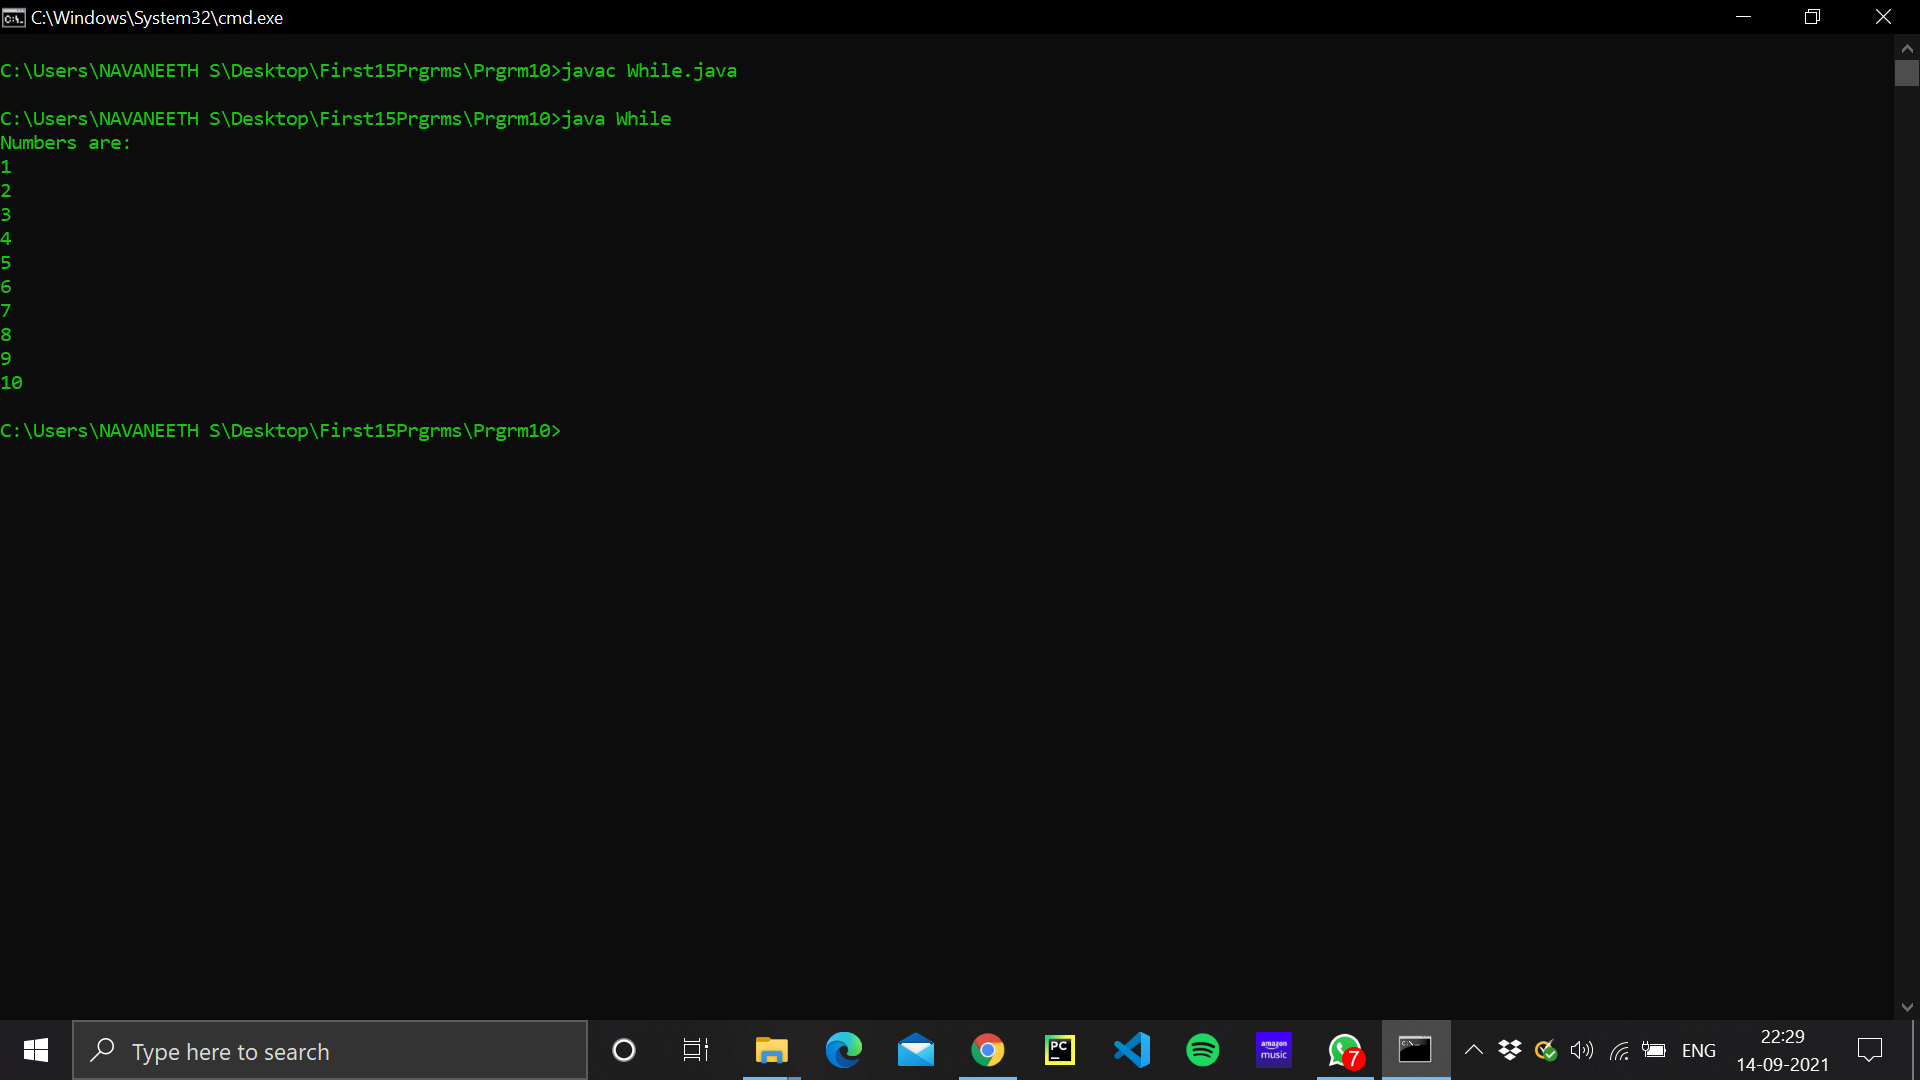 C:\Windows\System32\cmd.exe
C:\Users\NAVANEETH S\Desktop\First15Prgrms\Prgrm10>javac While.java
C:\Users\NAVANEETH S\Desktop\First15Prgrms\Prgrm10>java While
Numbers are:
1
2
3
4
5
6
7
8
9
10
C:\Users\NAVANEETH S\Desktop\First15Prgrms\Prgrm10>
Type here to search
PC
amazon
music
7
ENG
22:29
14-09-2021